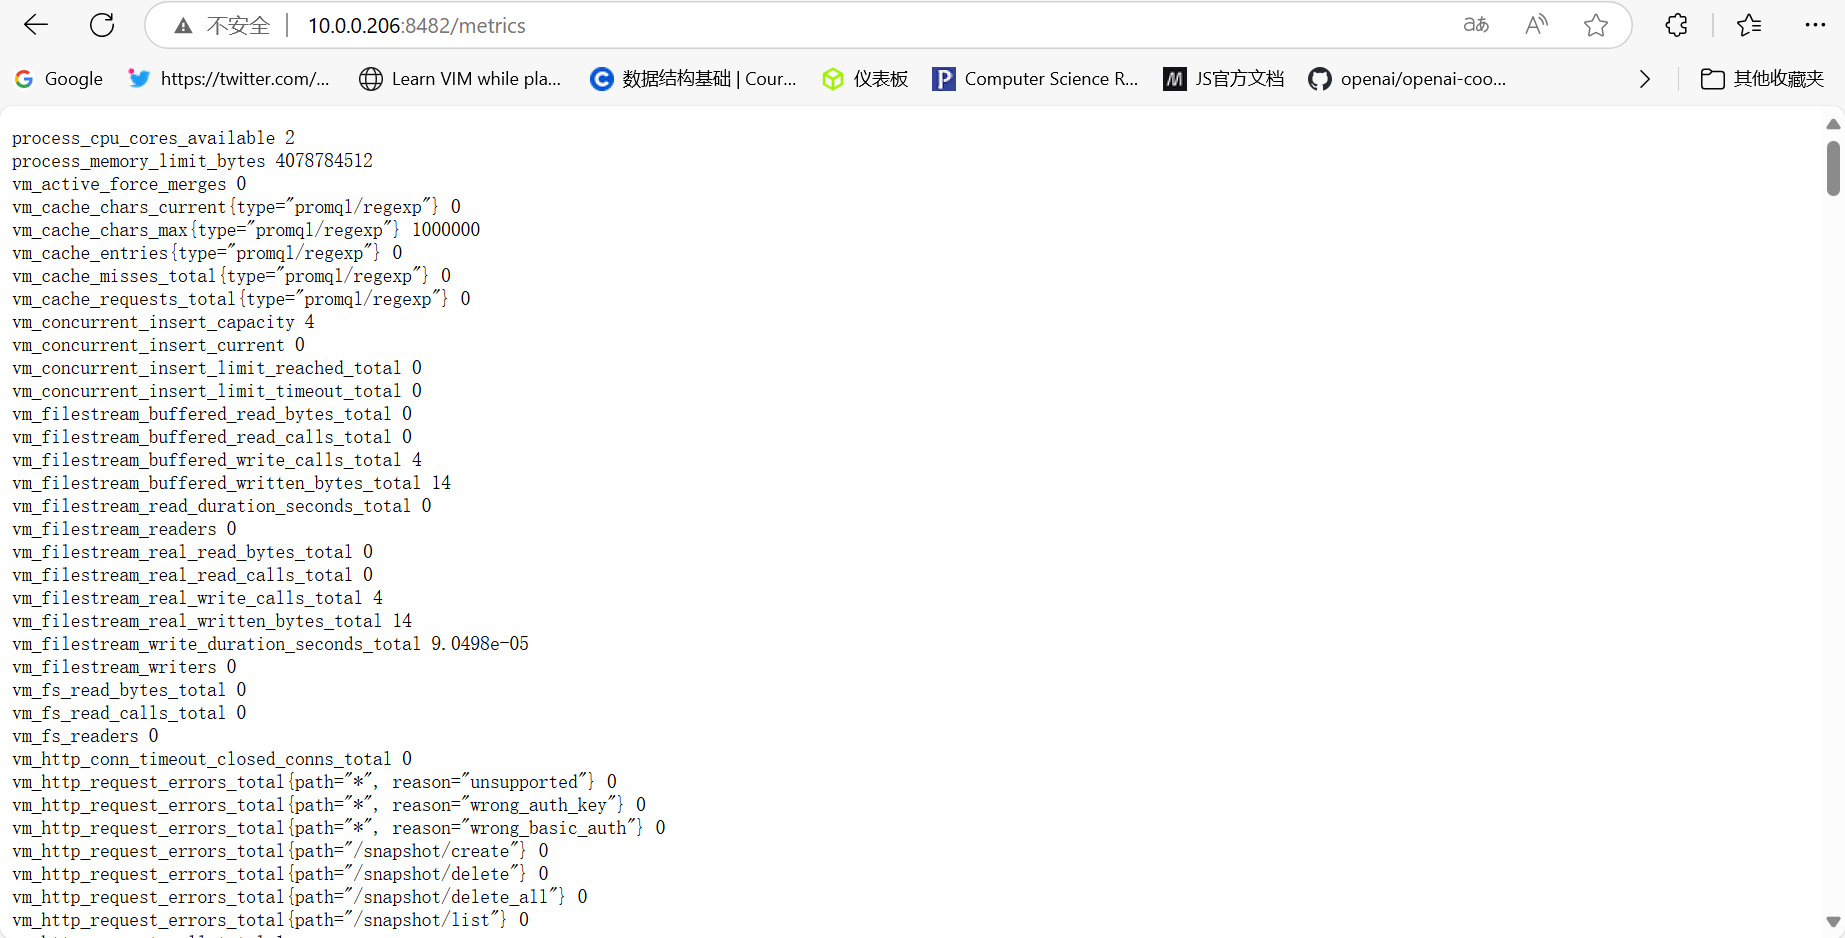 不安全 10.0.0.206:8482/metrics aあ A
Google https://twitter.com/... Learn VIM while pla... 数据结构基础 | Cour... 仪表板 Computer Science R... JS官方文档 openai/openai-coo... 其他收藏夹
process_cpu_cores_available 2
process_memory_limit_bytes 4078784512
vm_active_force_merges 0
vm_cache_chars_current{type="promql/regexp"} 0
vm_cache_chars_max{type="promql/regexp"} 1000000
vm_cache_entries{type="promql/regexp"} 0
vm_cache_misses_total{type="promql/regexp"} 0
vm_cache_requests_total{type="promql/regexp"} 0
vm_concurrent_insert_capacity 4
vm_concurrent_insert_current 0
vm_concurrent_insert_limit_reached_total 0
vm_concurrent_insert_limit_timeout_total 0
vm_filestream_buffered_read_bytes_total 0
vm_filestream_buffered_read_calls_total 0
vm_filestream_buffered_write_calls_total 4
vm_filestream_buffered_written_bytes_total 14
vm_filestream_read_duration_seconds_total 0
vm_filestream_readers 0
vm_filestream_real_read_bytes_total 0
vm_filestream_real_read_calls_total 0
vm_filestream_real_write_calls_total 4
vm_filestream_real_written_bytes_total 14
vm_filestream_write_duration_seconds_total 9.0498e-05
vm_filestream_writers 0
vm_fs_read_bytes_total 0
vm_fs_read_calls_total 0
vm_fs_readers 0
vm_http_conn_timeout_closed_conns_total 0
vm_http_request_errors_total{path="*", reason="unsupported"} 0
vm_http_request_errors_total{path="*", reason="wrong_auth_key"} 0
vm_http_request_errors_total{path="*", reason="wrong_basic_auth"} 0
vm_http_request_errors_total{path="/snapshot/create"} 0
vm_http_request_errors_total{path="/snapshot/delete"} 0
vm_http_request_errors_total{path="/snapshot/delete_all"} 0
vm_http_request_errors_total{path="/snapshot/list"} 0